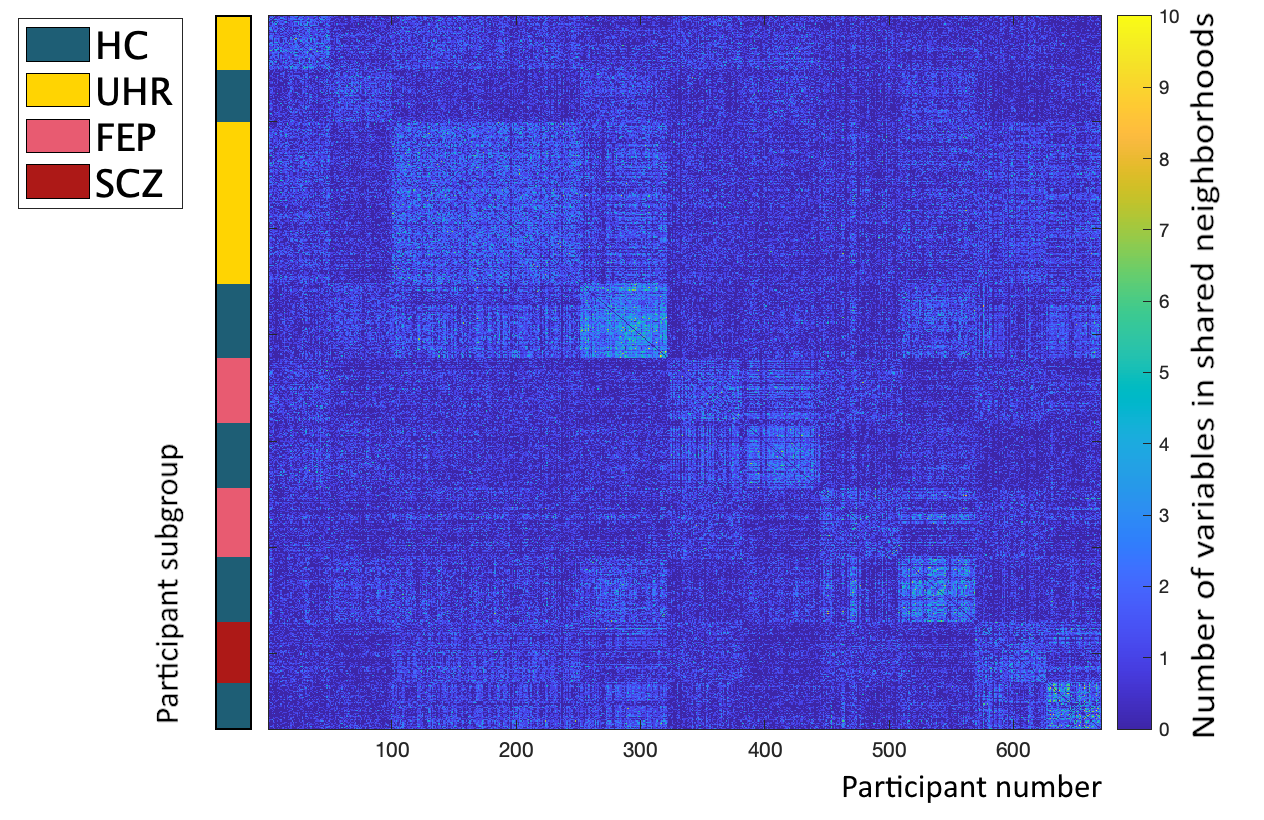 HC
UHR
FEP
SCZ
Participant subgroup
100 200 300 400 500 600
Participant number
10
9
8
7
6
5
4
3
2
1
0
Number of variables in shared neighborhoods